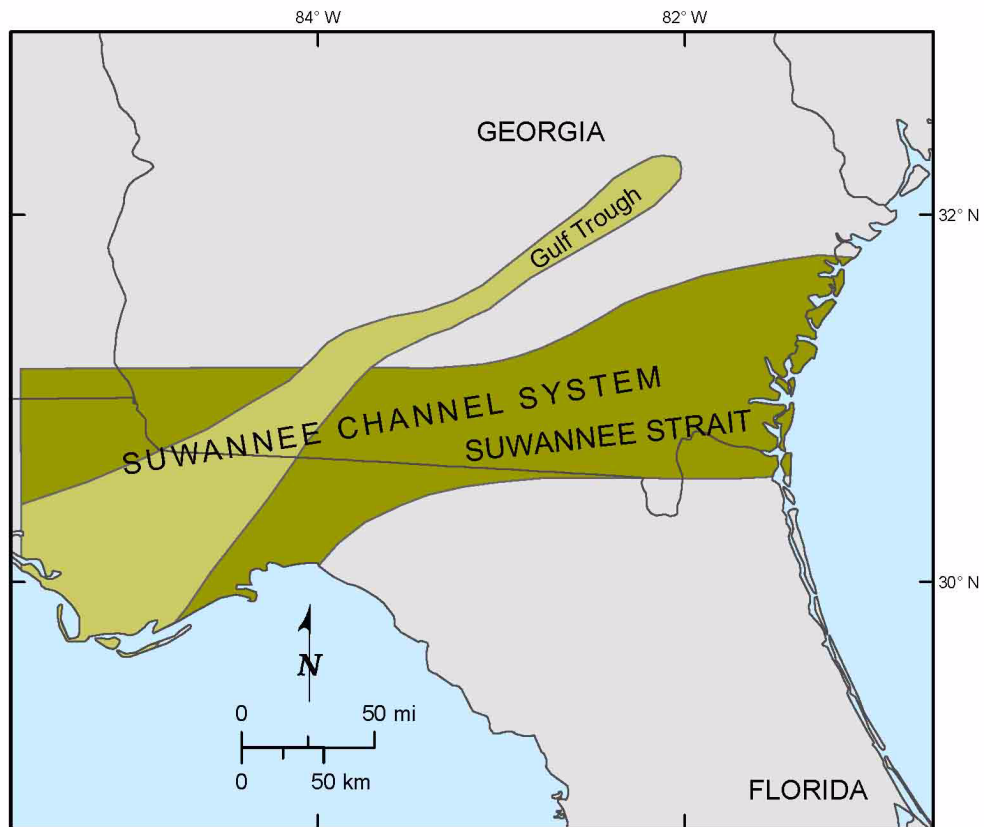 84° W
82° W
GEORGIA
Gulf Trough
32° N
SUWANNEE CHANNEL SYSTEM
SUWANNEE STRAIT
30° N
N
0
50 mi
0
50 km
FLORIDA